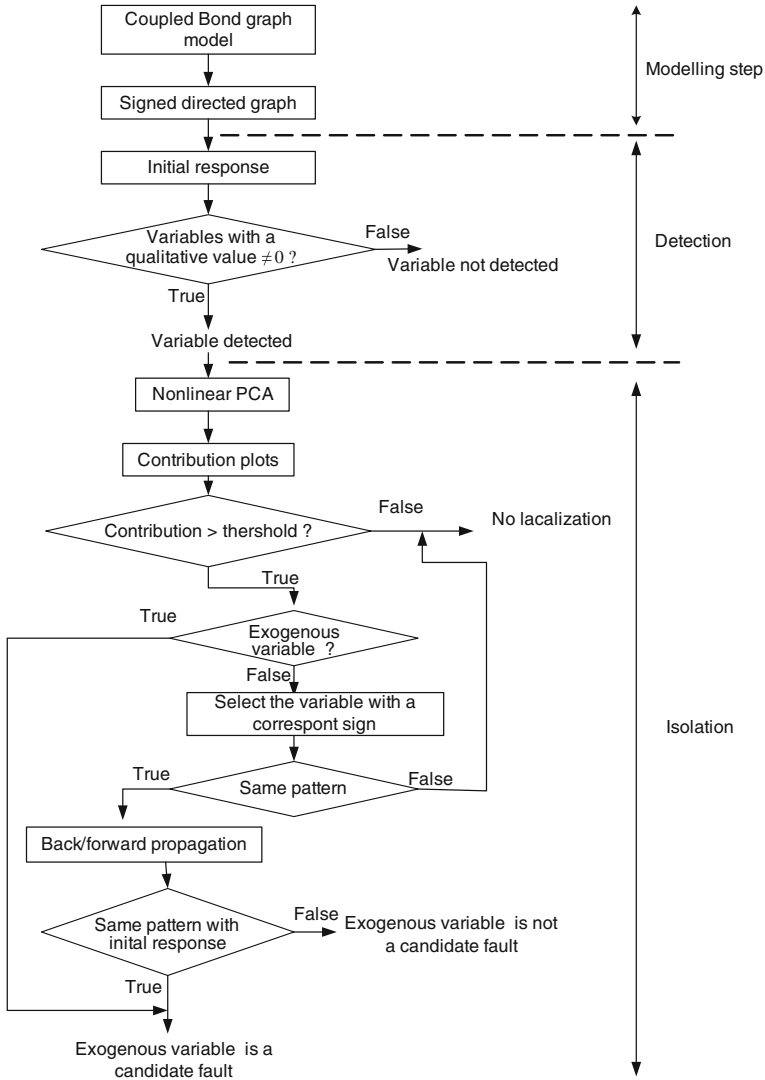 Coupled Bond graph
model
Modelling step
Signed directed graph
Initial response
Variables with a
qualitative value ≠0 ?
False
Variable not detected
Detection
True
Variable detected
Nonlinear PCA
Contribution plots
Contribution > thershold ?
False
No lacalization
True
True
Exogenous
variable ?
False
Select the variable with a
correspont sign
Isolation
True
Same pattern
False
Back/forward propagation
Same pattern with
inital response
False
Exogenous variable is not
a candidate fault
True
Exogenous variable is a
candidate fault